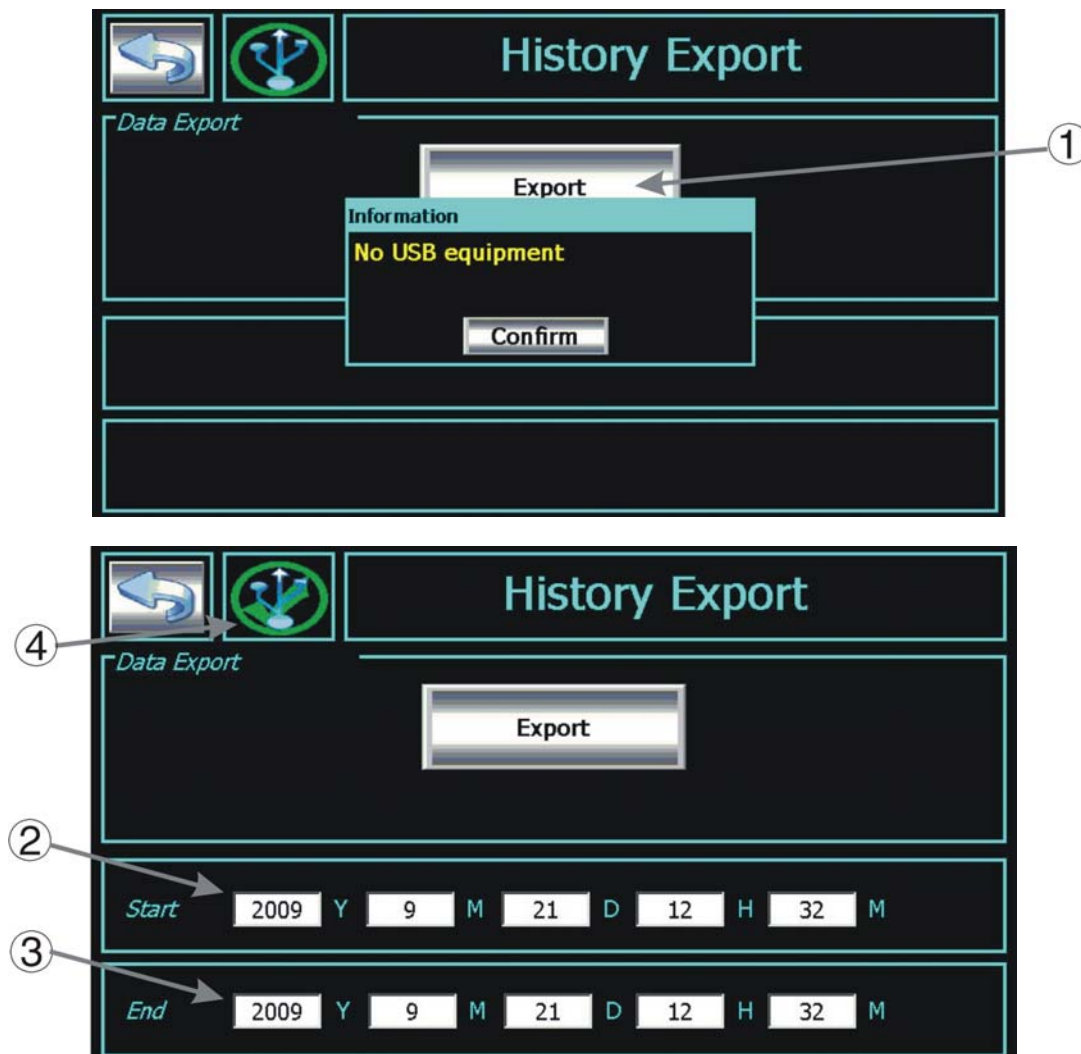 History Export
Data Export
①
Export
Information
No USB equipment
Confirm
History Export
④
Data Export
Export
②
Start 2009 Y 9 M 21 D 12 H 32 M
③
End 2009 Y 9 M 21 D 12 H 32 M